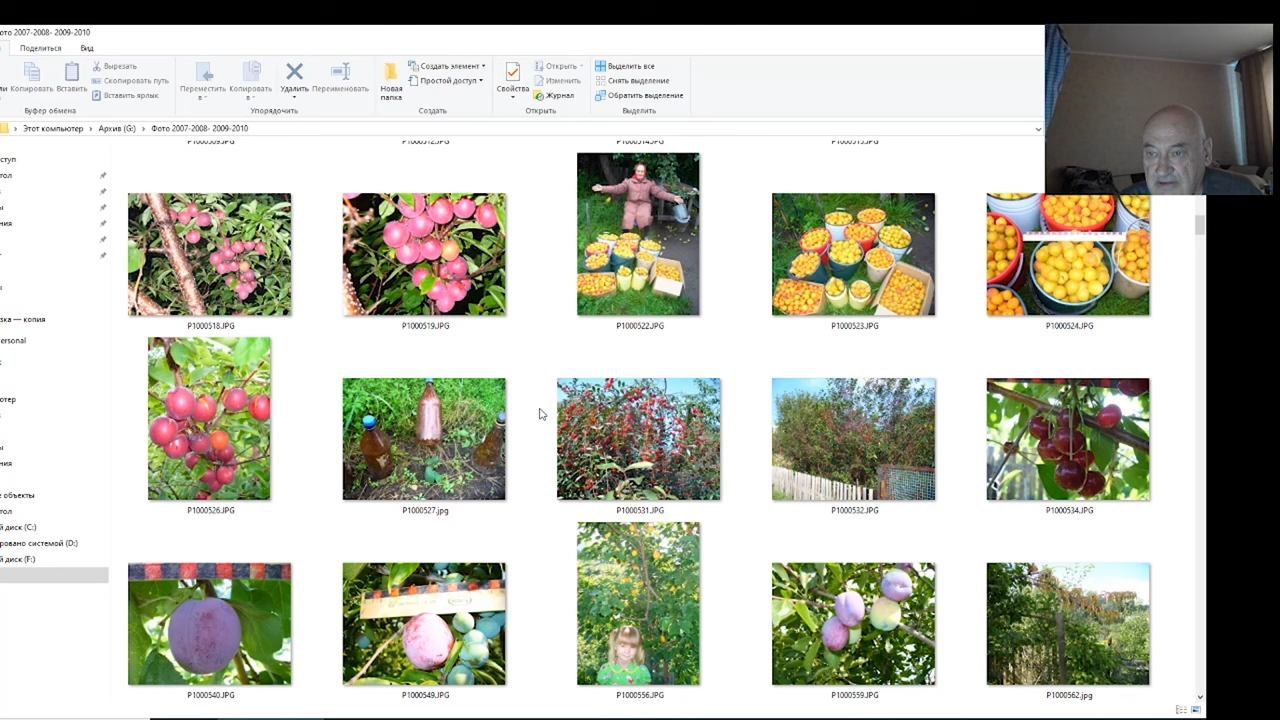 ото 2007-2008- 2009-2010
Поделиться Вид
Вырезать
Скопировать путь
Вставить ярлык
Копировать Вставить
Буфер обмена
Переместить в
Копировать в
Удалить Переименовать
Упорядочить
Новая папка
Создать элемент
Простой доступ
Создать
Свойства
Открыть
Изменить
Журнал
Открыть
Выделить все
Снять выделение
Обратить выделение
Выделить
Этот компьютер > Архив (G:) > Фото 2007-2008- 2009-2010
ступ
тол
ы
ния
зка — копия
ersonal
ютер
ы
ния
е объекты
тол
й диск (C:)
ровано системой (D:)
й диск (F:)
P1000518.JPG P1000519.JPG P1000522.JPG P1000523.JPG P1000524.JPG
P1000526.JPG P1000527.jpg P1000531.JPG P1000532.JPG P1000534.JPG
P1000540.JPG P1000549.JPG P1000556.JPG P1000559.JPG P1000562.jpg